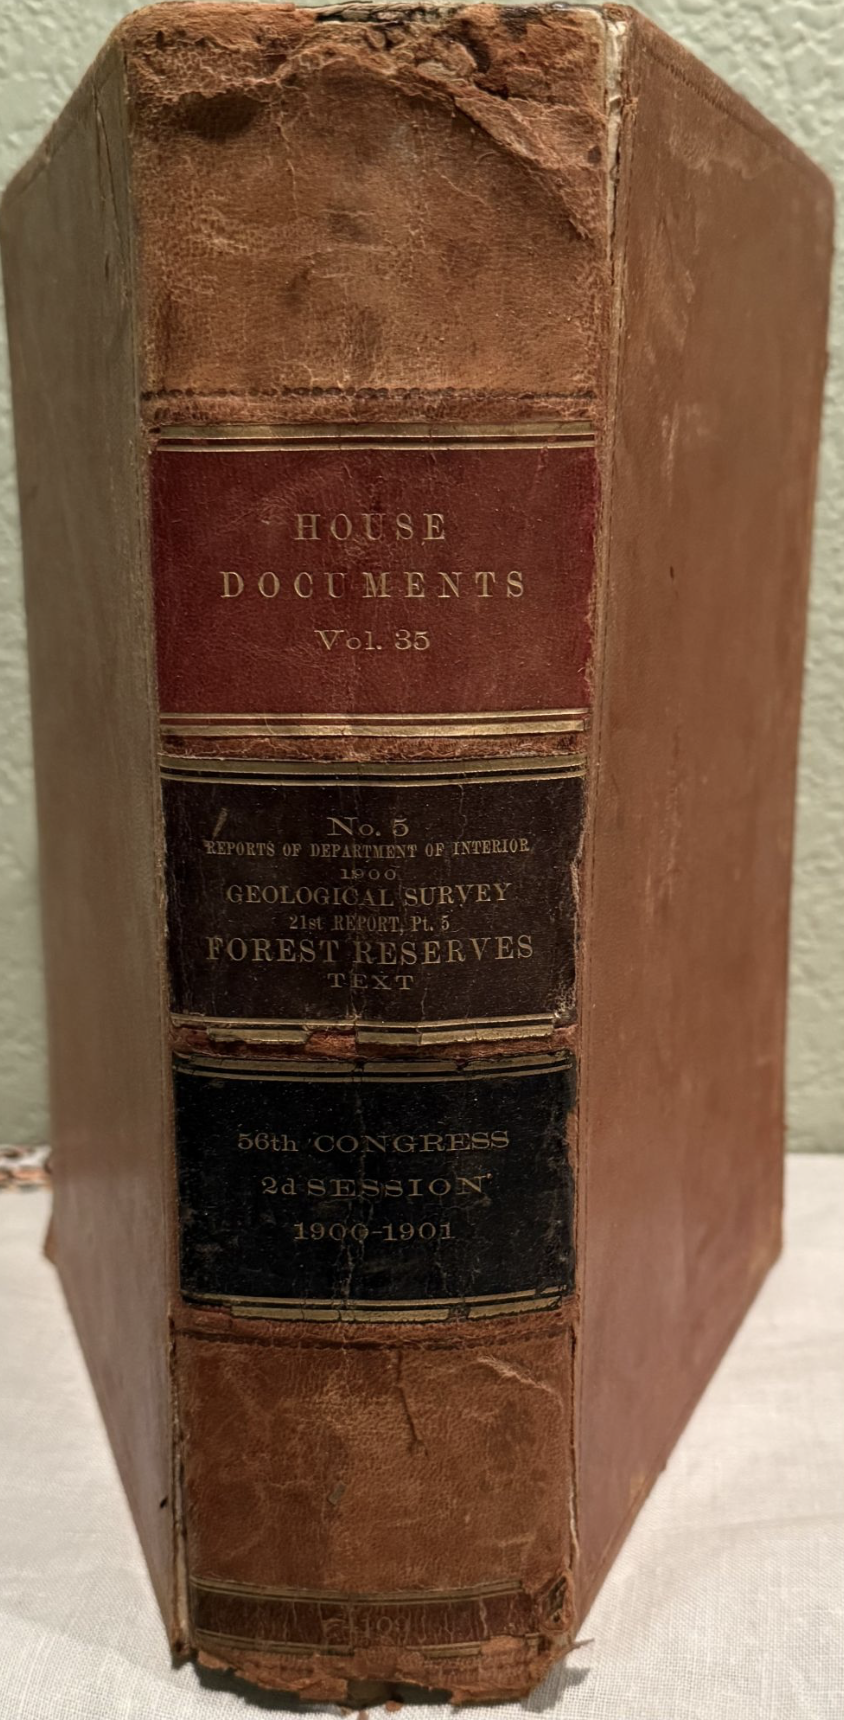 HOUSE
DOCUMENTS
Vol. 35
No. 5
REPORTS OF DEPARTMENT OF INTERIOR
1900
GEOLOGICAL SURVEY
21st REPORT, Pt. 5
FOREST RESERVES
TEXT
56th CONGRESS
2d SESSION
1900-1901